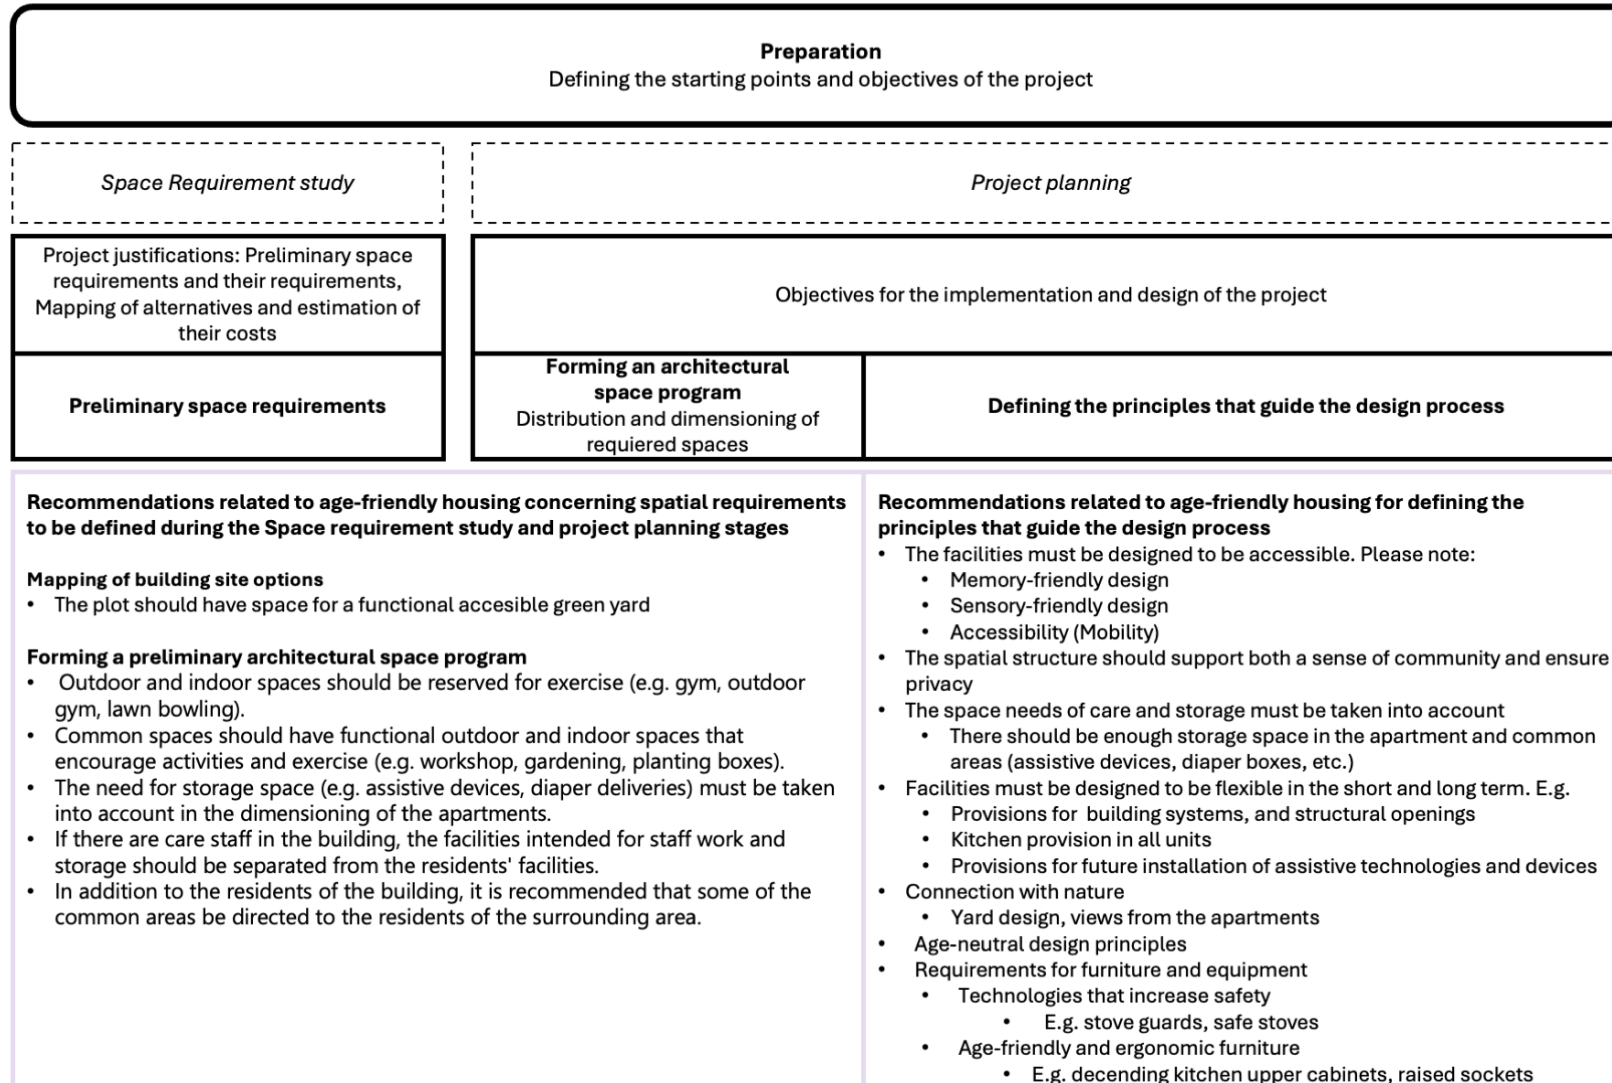 Preparation
Defining the starting points and objectives of the project
Space Requirement study
Project planning
Project justifications: Preliminary space
requirements and their requirements,
Mapping of alternatives and estimation of
their costs
Objectives for the implementation and design of the project
Preliminary space requirements
Forming an architectural
space program
Distribution and dimensioning of
requiered spaces
Defining the principles that guide the design process
Recommendations related to age-friendly housing concerning spatial requirements
to be defined during the Space requirement study and project planning stages
Mapping of building site options
• The plot should have space for a functional accesible green yard
Forming a preliminary architectural space program
• Outdoor and indoor spaces should be reserved for exercise (e.g. gym, outdoor
gym, lawn bowling).
• Common spaces should have functional outdoor and indoor spaces that
encourage activities and exercise (e.g. workshop, gardening, planting boxes).
• The need for storage space (e.g. assistive devices, diaper deliveries) must be taken
into account in the dimensioning of the apartments.
• If there are care staff in the building, the facilities intended for staff work and
storage should be separated from the residents' facilities.
• In addition to the residents of the building, it is recommended that some of the
common areas be directed to the residents of the surrounding area.
Recommendations related to age-friendly housing for defining the
principles that guide the design process
• The facilities must be designed to be accessible. Please note:
• Memory-friendly design
• Sensory-friendly design
• Accessibility (Mobility)
• The spatial structure should support both a sense of community and ensure
privacy
• The space needs of care and storage must be taken into account
• There should be enough storage space in the apartment and common
areas (assistive devices, diaper boxes, etc.)
• Facilities must be designed to be flexible in the short and long term. E.g.
• Provisions for building systems, and structural openings
• Kitchen provision in all units
• Provisions for future installation of assistive technologies and devices
• Connection with nature
• Yard design, views from the apartments
• Age-neutral design principles
• Requirements for furniture and equipment
• Technologies that increase safety
• E.g. stove guards, safe stoves
• Age-friendly and ergonomic furniture
• E.g. decending kitchen upper cabinets, raised sockets